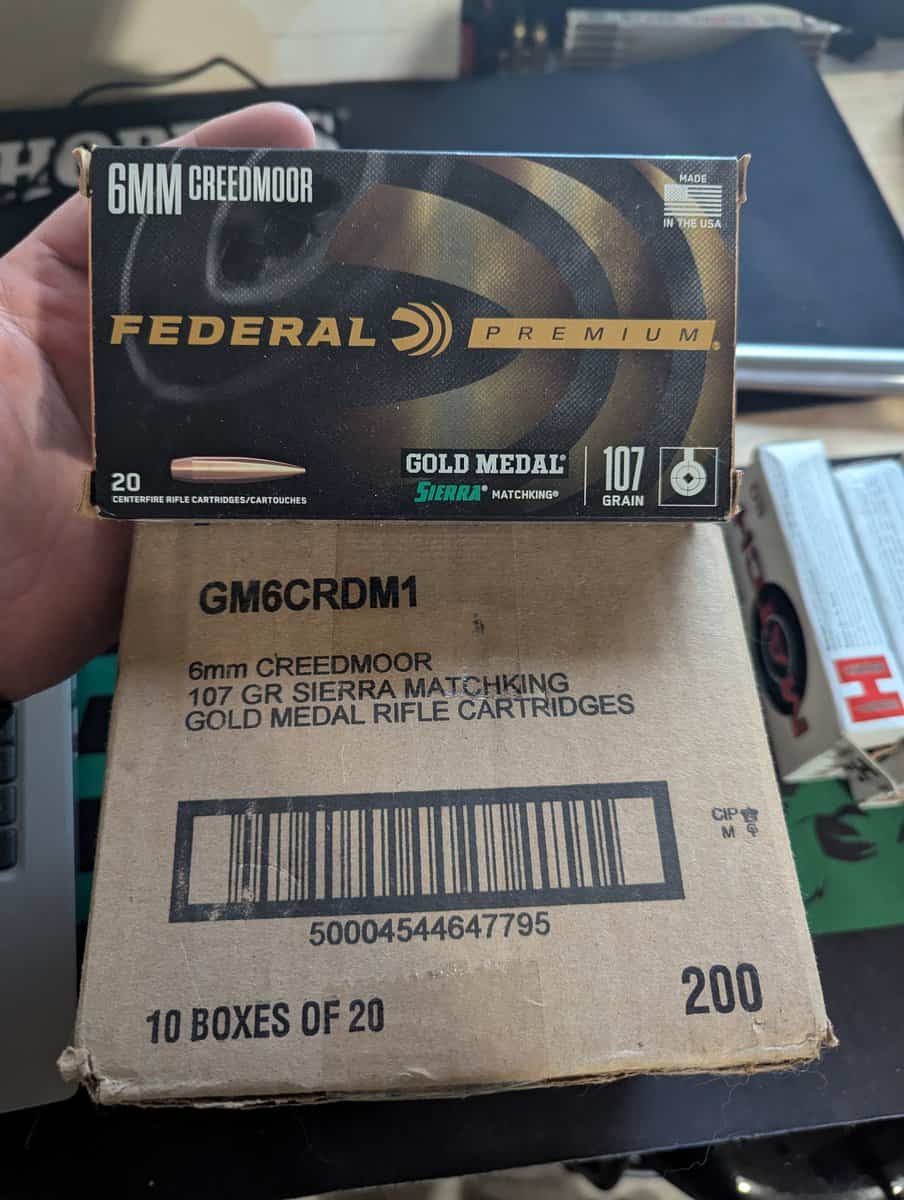 6MM CREEDMOOR
MADE
IN THE USA
FEDERAL PREMIUM
20
CENTERFIRE RIFLE CARTRIDGES/CARTOUCHES
GOLD MEDAL®
SIERRA® MATCHKING®
107
GRAIN
GM6CRDM1
6mm CREEDMOOR
107 GR SIERRA MATCHKING
GOLD MEDAL RIFLE CARTRIDGES
CIP
M
50004544647795
10 BOXES OF 20
200
H